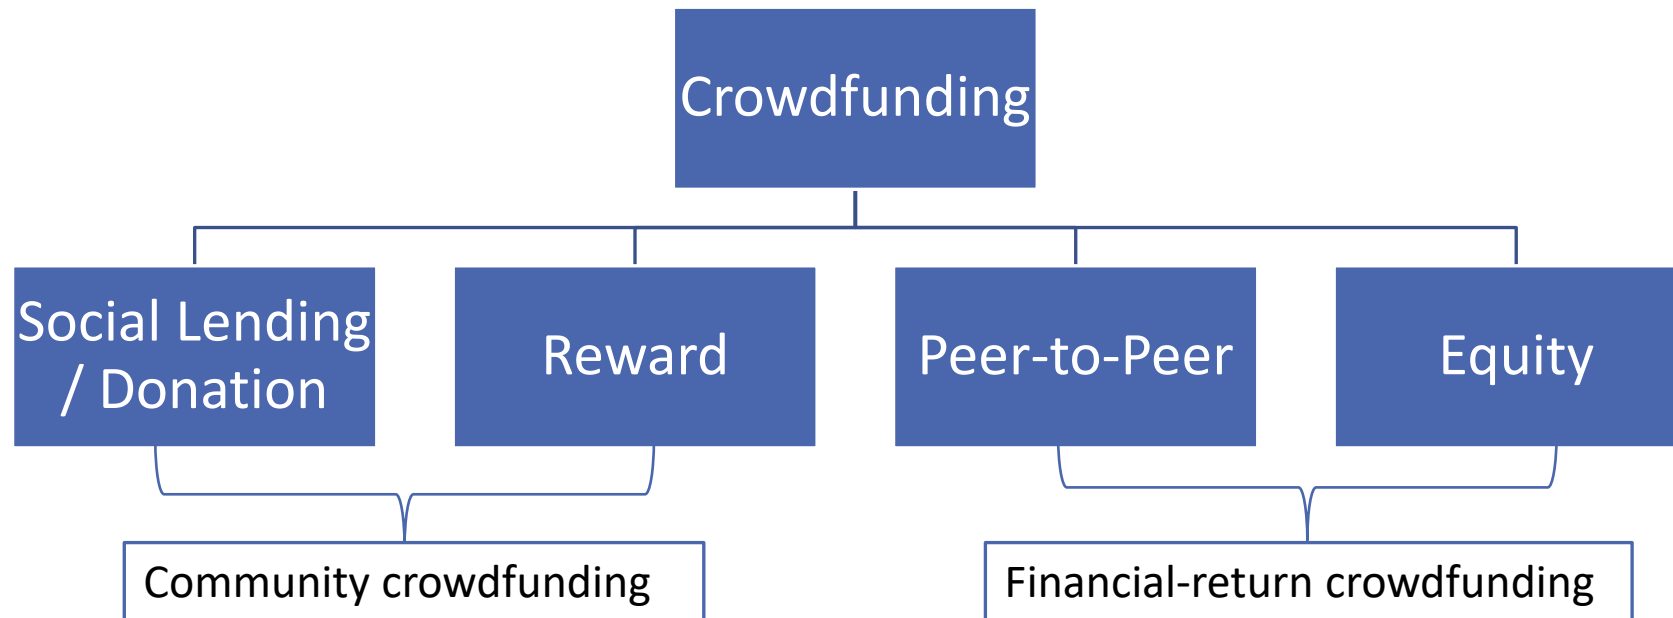 Crowdfunding
Social Lending
/ Donation
Reward
Peer-to-Peer
Equity
Community crowdfunding
Financial-return crowdfunding